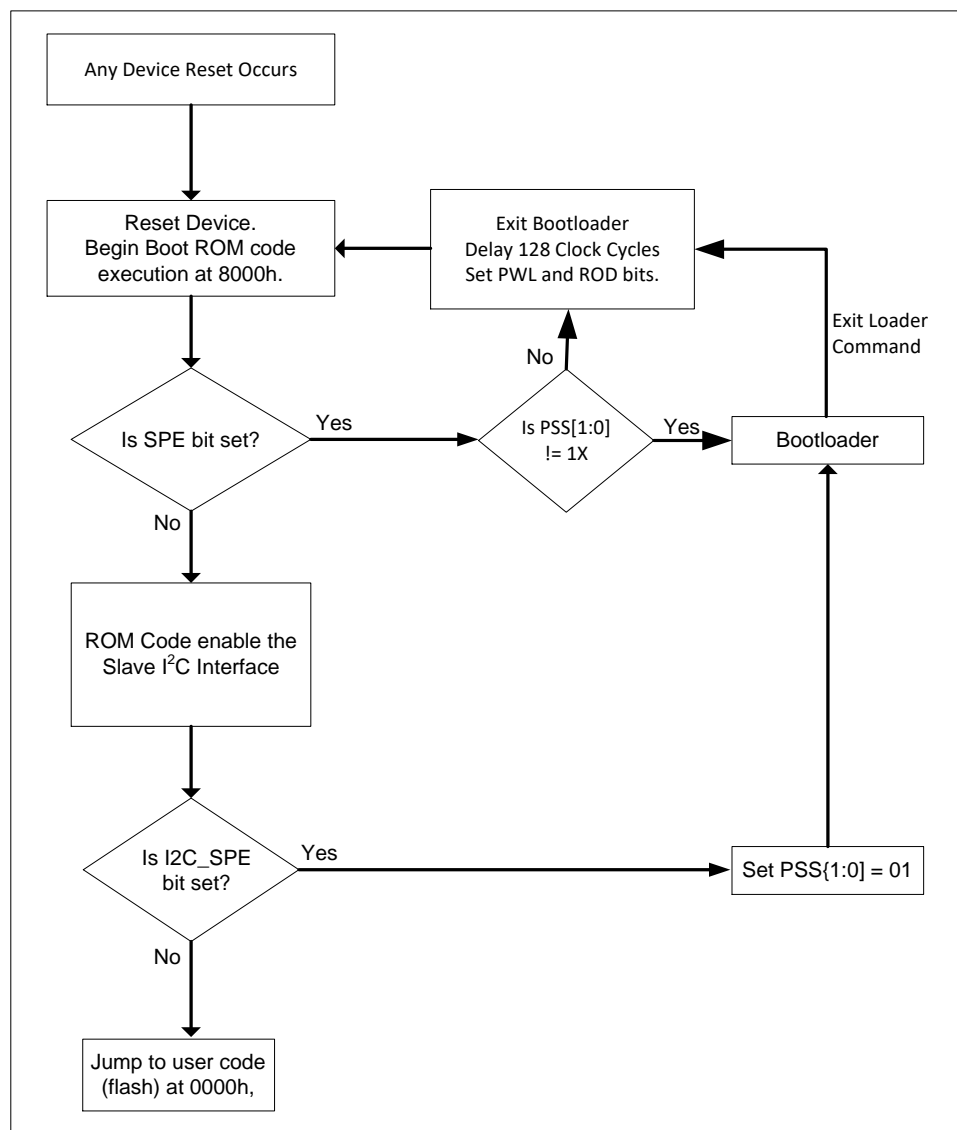 Any Device Reset Occurs
Reset Device.
Begin Boot ROM code
execution at 8000h.
Exit Bootloader
Delay 128 Clock Cycles
Set PWL and ROD bits.
Exit Loader
Command
No
Is SPE bit set?
Yes
Is PSS[1:0]
!= 1X
Yes
Bootloader
No
ROM Code enable the
Slave I²C Interface
Is I2C_SPE
bit set?
Yes
Set PSS{1:0] = 01
No
Jump to user code
(flash) at 0000h,